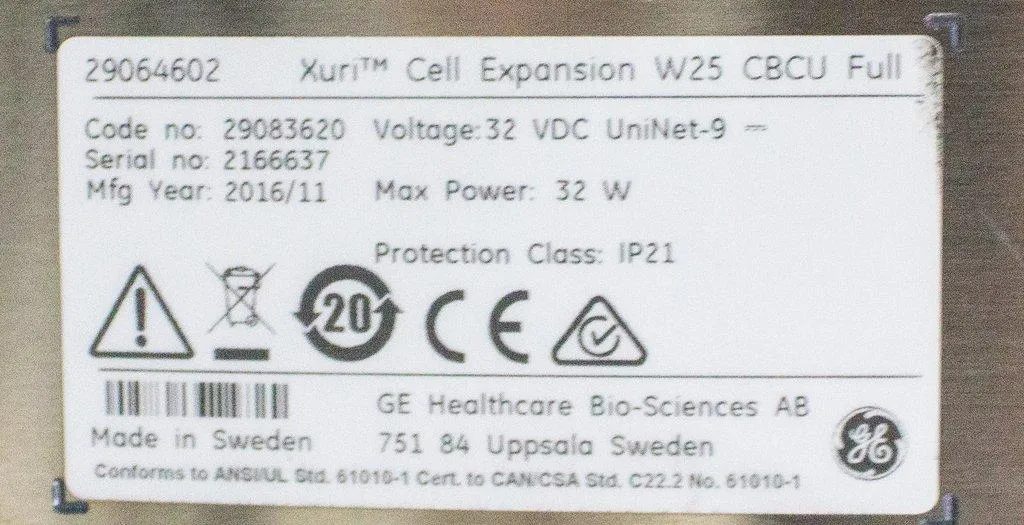 29064602 Xuri™ Cell Expansion W25 CBCU Full
Code no: 29083620 Voltage: 32 VDC UniNet-9 ⎓
Serial no: 2166637
Mfg Year: 2016/11 Max Power: 32 W
Protection Class: IP21
20 CE
GE Healthcare Bio-Sciences AB
Made in Sweden 751 84 Uppsala Sweden
GE
Conforms to ANSI/UL Std. 61010-1 Cert. to CAN/CSA Std. C22.2 No. 61010-1